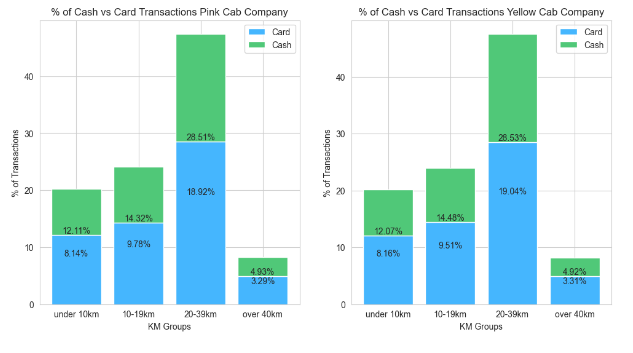 % of Cash vs Card Transactions Pink Cab Company
Card
Cash
% of Transactions
40
30
20
10
0
12.11%
8.14%
14.32%
9.78%
28.51%
18.92%
4.93%
3.29%
under 10km
10-19km
20-39km
over 40km
KM Groups
% of Cash vs Card Transactions Yellow Cab Company
Card
Cash
% of Transactions
40
30
20
10
0
12.07%
8.16%
14.48%
9.51%
28.53%
19.04%
4.92%
3.31%
under 10km
10-19km
20-39km
over 40km
KM Groups